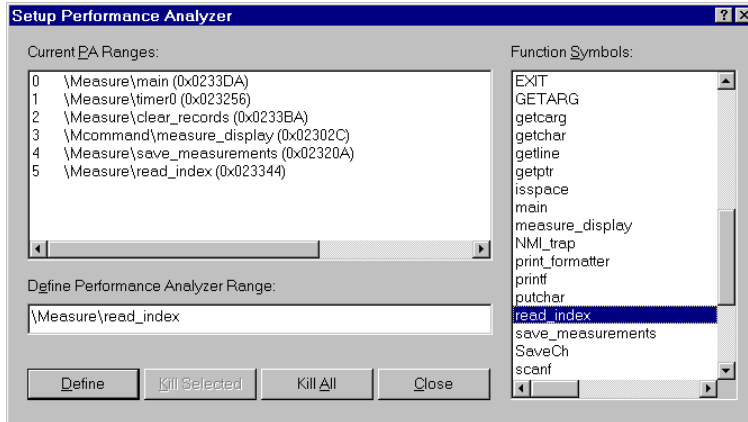 Setup Performance Analyzer
Current PA Ranges:
0 \Measure\main (0x0233DA)
1 \Measure\timer0 (0x023256)
2 \Measure\clear_records (0x0233BA)
3 \Mcommand\measure_display (0x02302C)
4 \Measure\save_measurements (0x02320A)
5 \Measure\read_index (0x023344)
Define Performance Analyzer Range:
\Measure\read_index
Define Kill Selected Kill All Close
Function Symbols:
EXIT
GETARG
getcarg
getchar
getline
getptr
isspace
main
measure_display
NMI_trap
print_formatter
printf
putchar
read_index
save_measurements
SaveCh
scanf